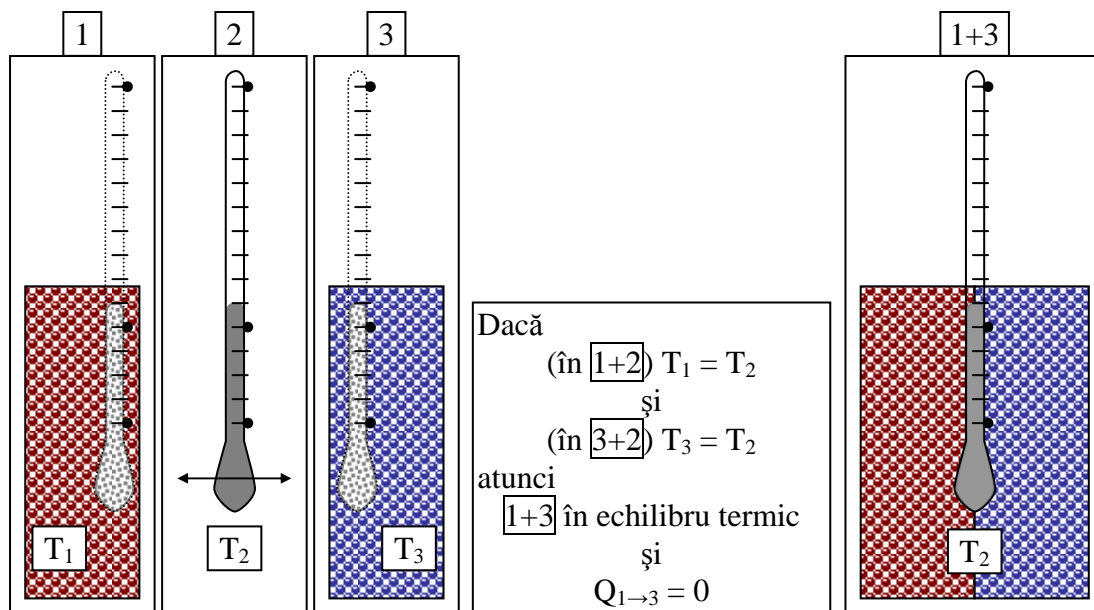 1
2
3
1+3
T₁
T₂
T₃
Dacă
(în 1+2) T₁ = T₂
şi
(în 3+2) T₃ = T₂
atunci
1+3 în echilibru termic
şi
Q₁→₃ = 0
T₂